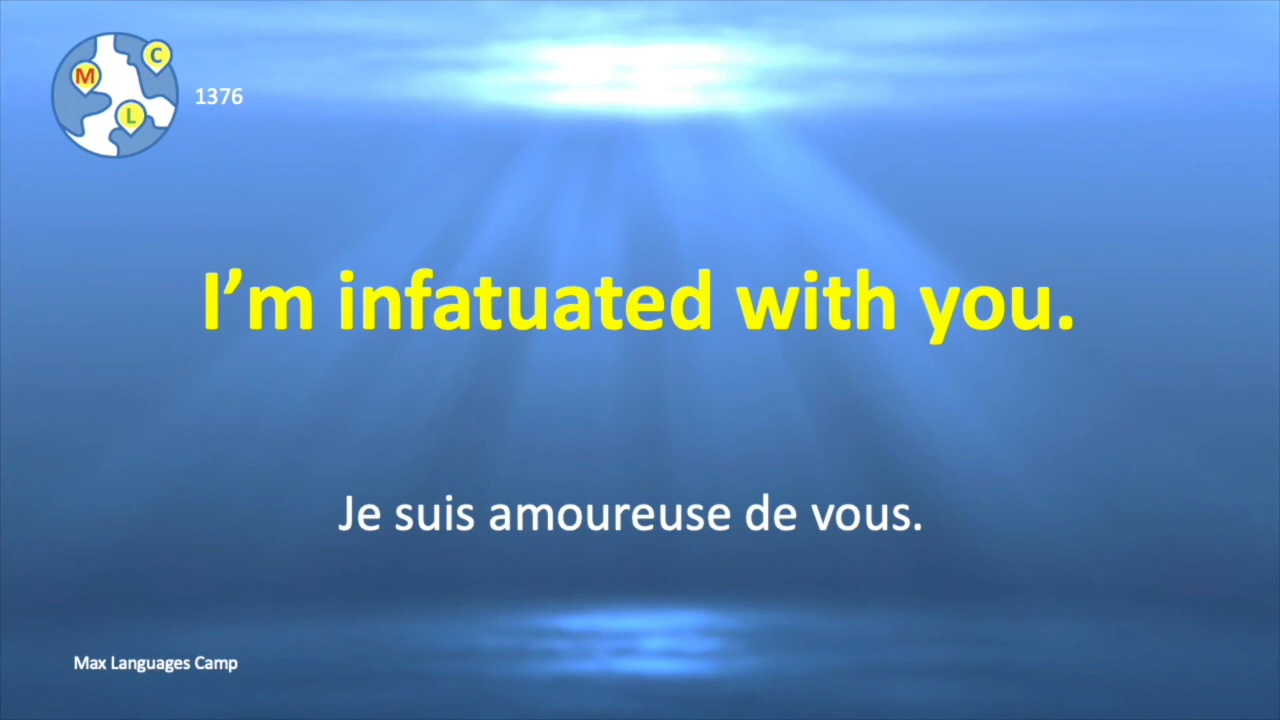 C
M
L
1376
I’m infatuated with you.
Je suis amoureuse de vous.
Max Languages Camp